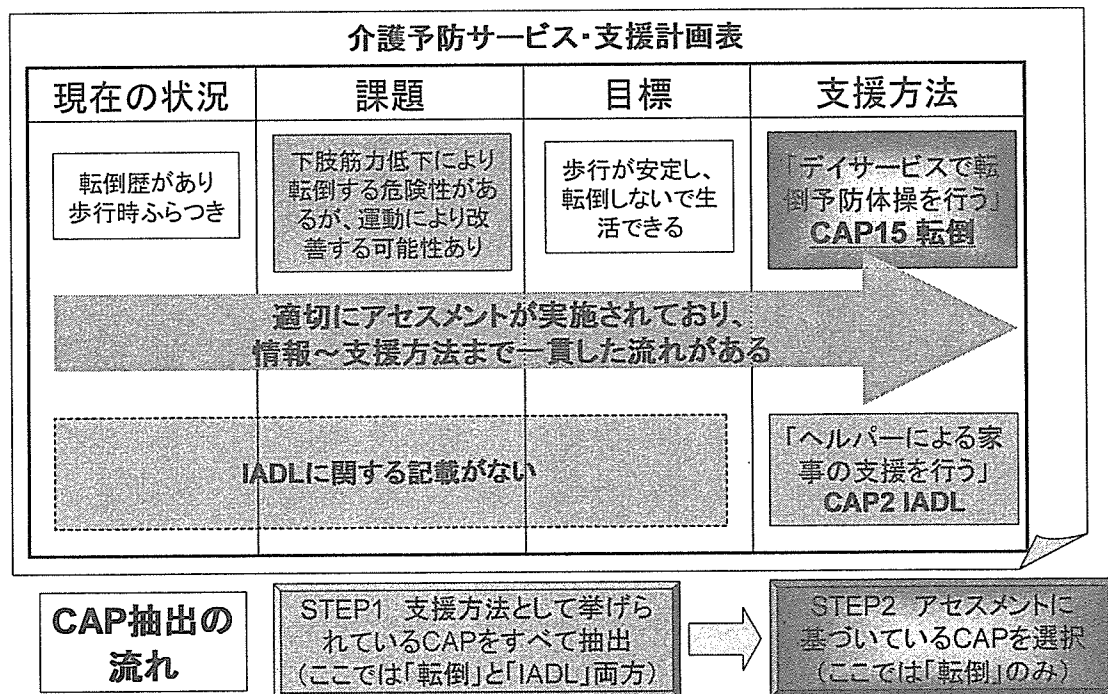 介護予防サービス・支援計画表
現在の状況
課題
目標
支援方法
転倒歴があり
歩行時ふらつき
下肢筋力低下により
転倒する危険性があ
るが、運動により改
善する可能性あり
歩行が安定し、
転倒しないで生
活できる
「デイサービスで転
倒予防体操を行う」
CAP15 転倒
適切にアセスメントが実施されており、
情報～支援方法まで一貫した流れがある
IADLに関する記載がない
「ヘルパーによる家
事の支援を行う」
CAP2 IADL
CAP抽出の
流れ
STEP1 支援方法として挙げら
れているCAPをすべて抽出
(ここでは「転倒」と「IADL」両方)
STEP2 アセスメントに
基づいているCAPを選択
(ここでは「転倒」のみ)